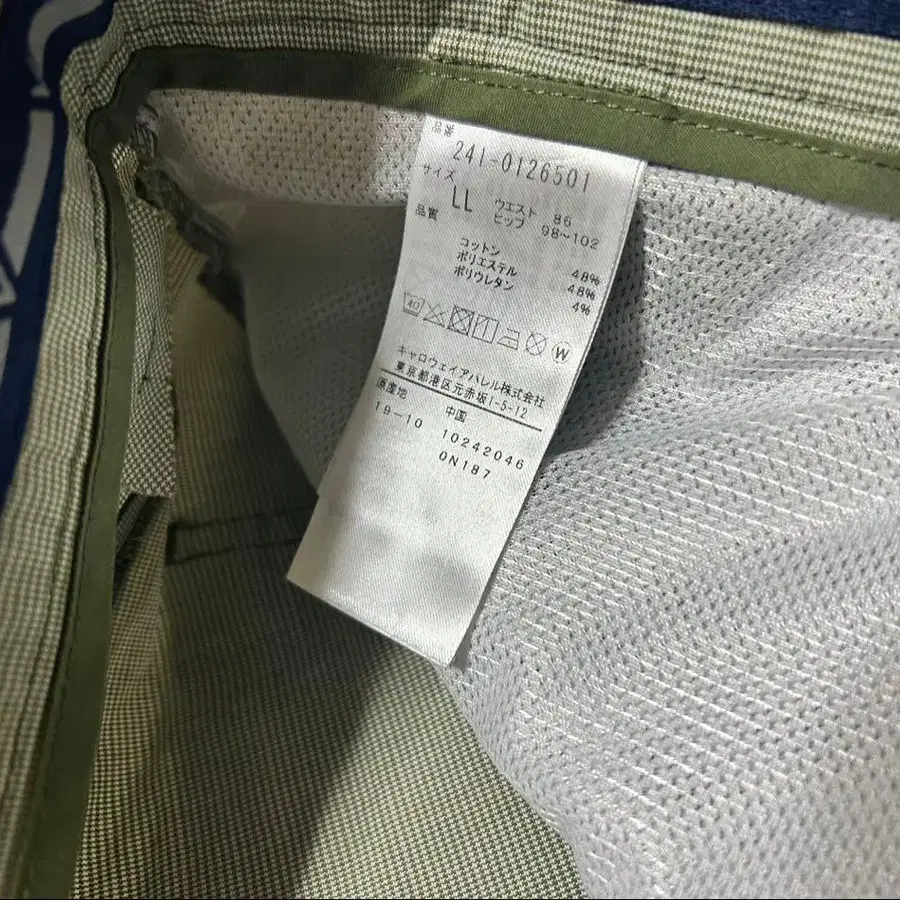 品番
241-0126501
サイズ
LL ウエスト 86
ヒップ 98~102
品質
コットン 48%
ポリエステル 48%
ポリウレタン 4%
40 W
キャロウェイアパレル株式会社
東京都港区元赤坂1-5-12
原産地 中国
19-10 10242046
0N187